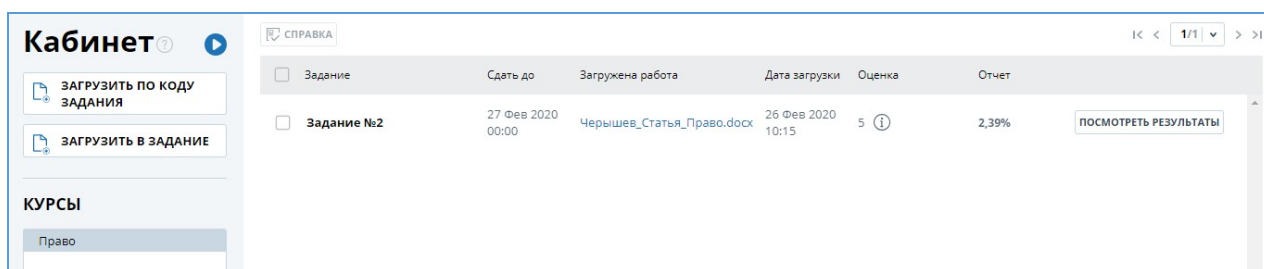 Кабинет
ЗАГРУЗИТЬ ПО КОДУ
ЗАДАНИЯ
ЗАГРУЗИТЬ В ЗАДАНИЕ
КУРСЫ
Право
СПРАВКА
1/1
Задание Сдать до Загружена работа Дата загрузки Оценка Отчет
Задание №2 27 Фев 2020 00:00 Черышев_Статья_Право.docx 26 Фев 2020 10:15 5 2,39% ПОСМОТРЕТЬ РЕЗУЛЬТАТЫ